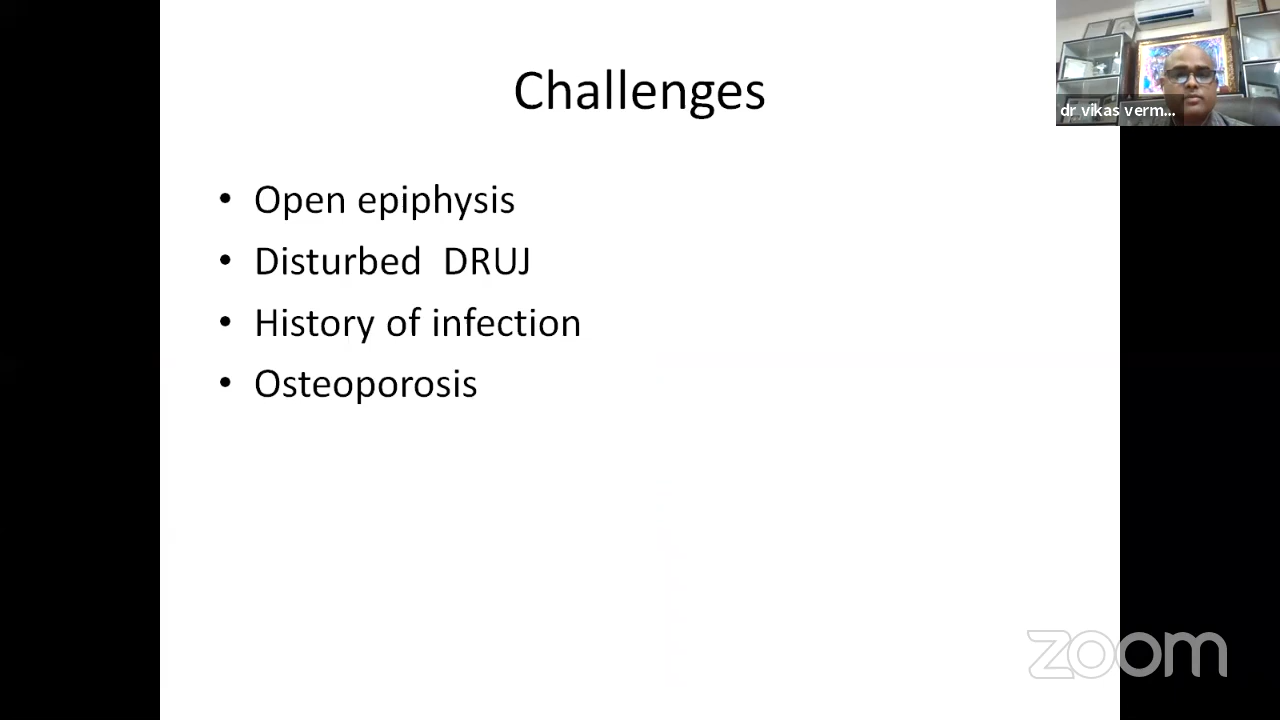 Challenges
dr vikas verm...
• Open epiphysis
• Disturbed DRUJ
• History of infection
• Osteoporosis
zoom